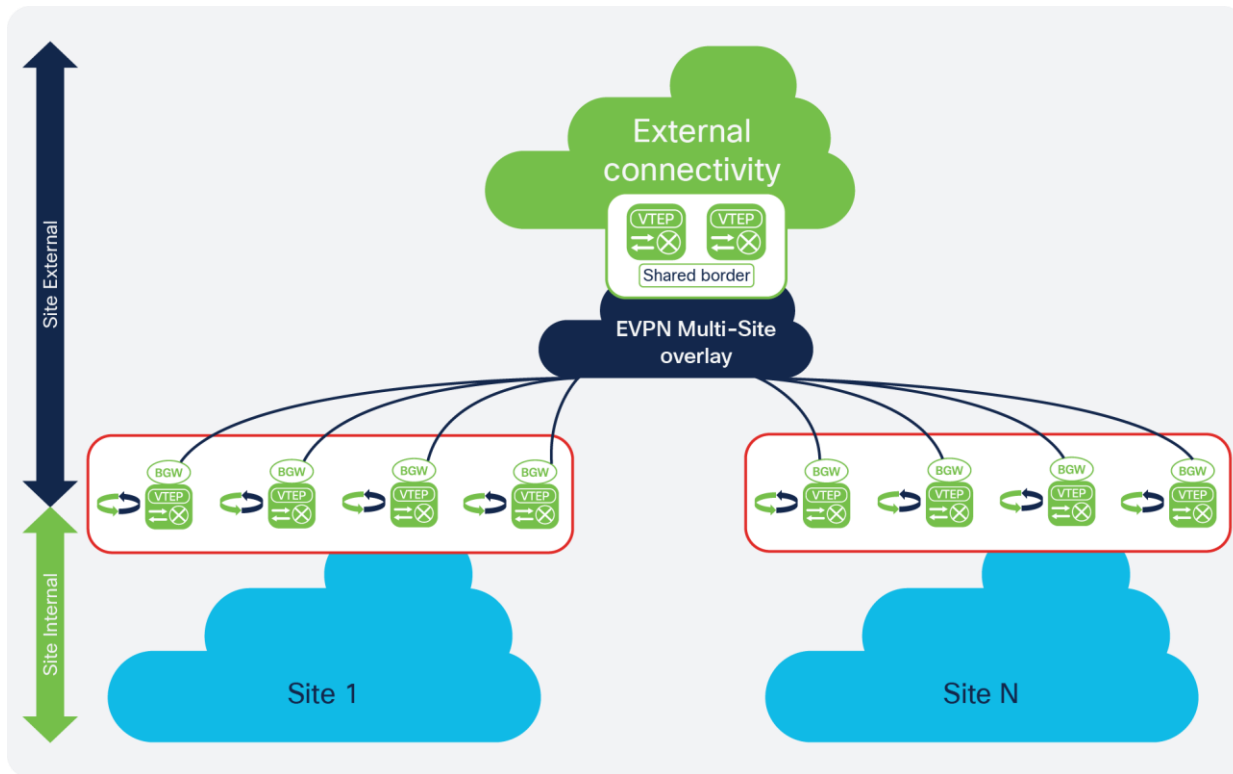 External
connectivity
VTEP VTEP
Shared border
EVPN Multi-Site
overlay
Site External
BGW BGW BGW BGW BGW BGW BGW BGW
VTEP VTEP VTEP VTEP VTEP VTEP VTEP VTEP
Site Internal
Site 1 Site N